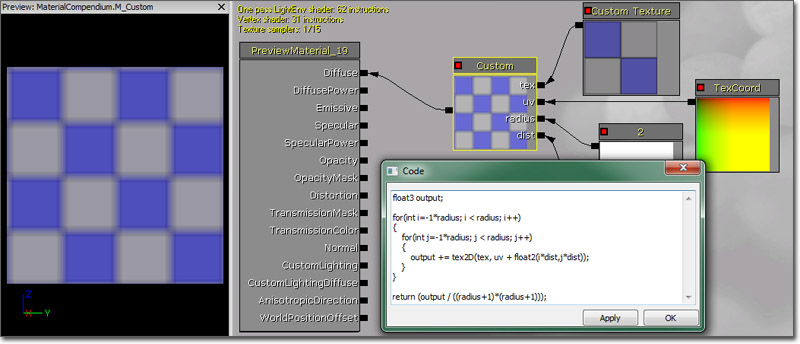 Preview: MaterialCompendium.M_Custom
One pass LightEnv shader: 62 instructions
Vertex shader: 31 instructions
Texture samplers: 1/15
PreviewMaterial_19
Diffuse
DiffusePower
Emissive
Specular
SpecularPower
Opacity
OpacityMask
Distortion
TransmissionMask
TransmissionColor
Normal
CustomLighting
CustomLightingDiffuse
AnisotropicDirection
WorldPositionOffset
Custom
tex
uv
radius
dist
Custom Texture
TexCoord
2
Code
float3 output;
for(int i=-1*radius; i < radius; i++)
{
for(int j=-1*radius; j < radius; j++)
{
output += tex2D(tex, uv + float2(i*dist,j*dist));
}
}
return (output / ((radius+1)*(radius+1)));
Apply
OK
Z
Y
X